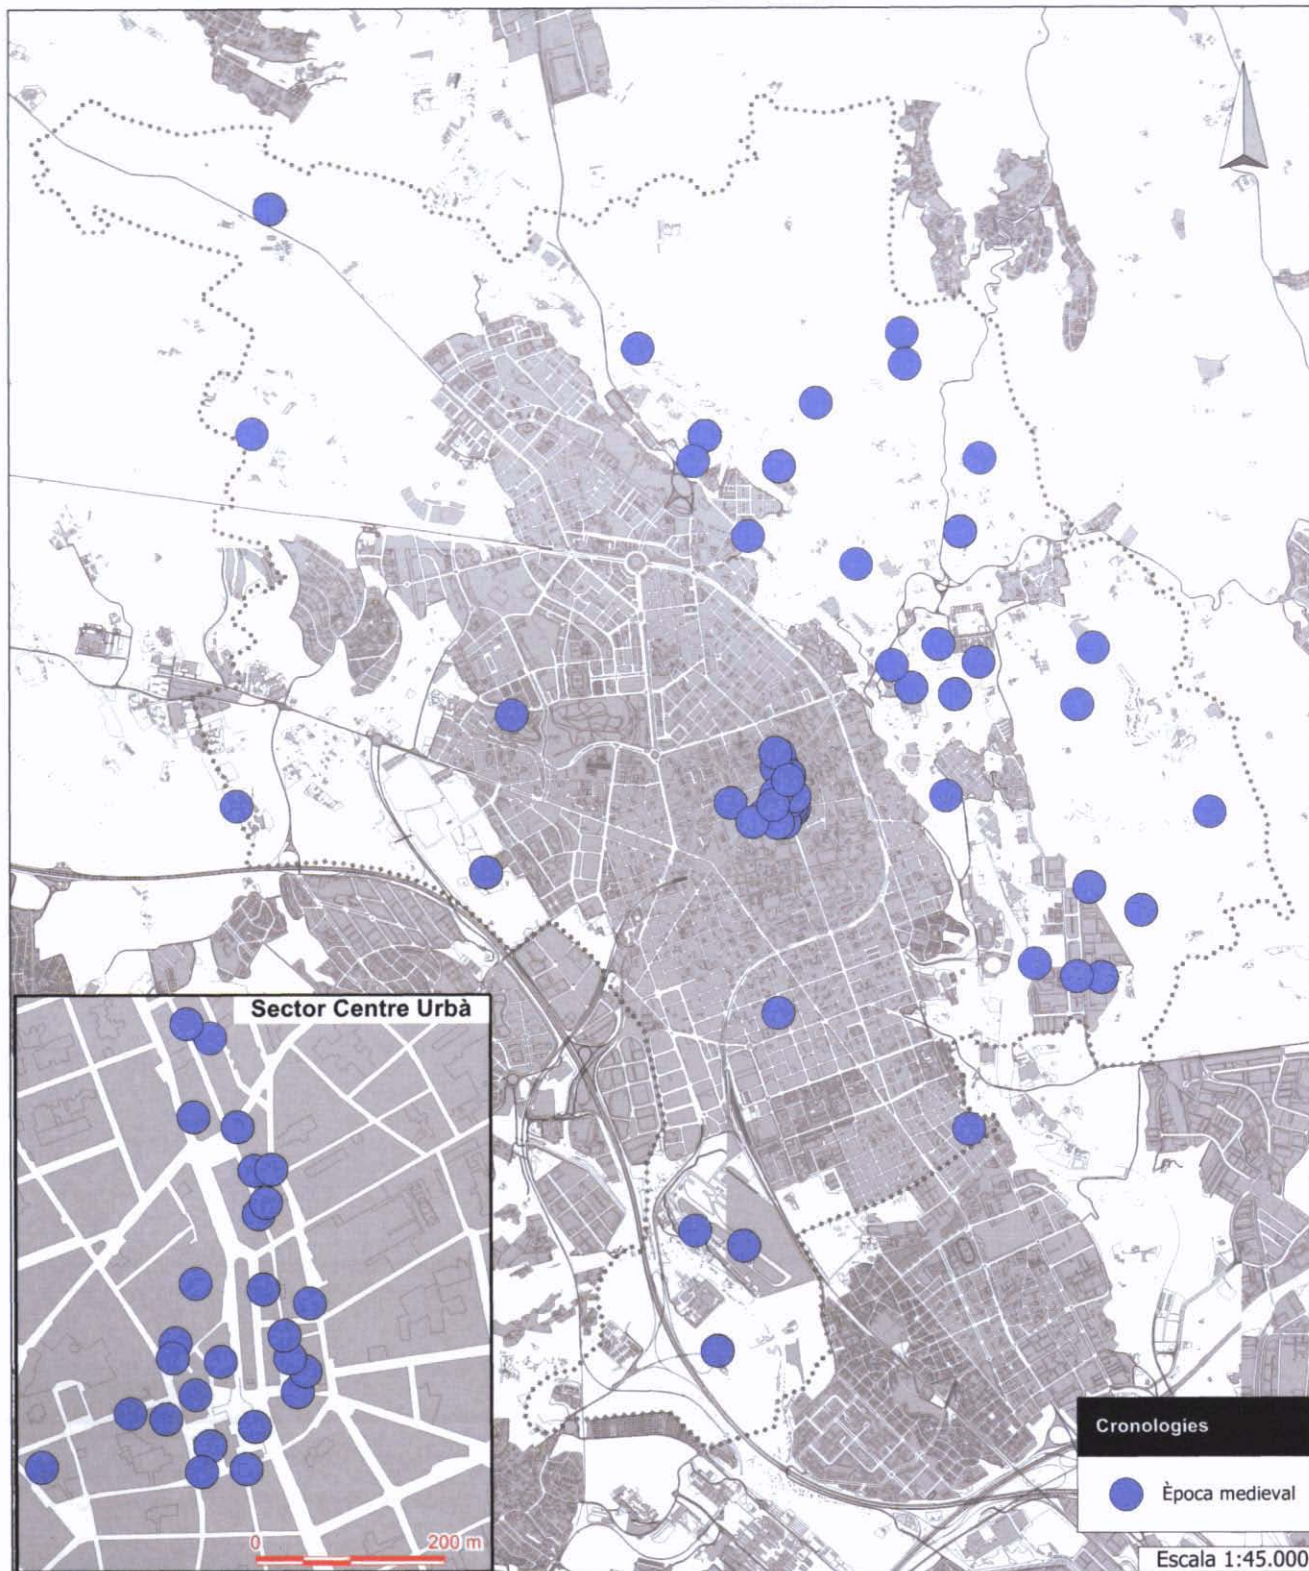 Sector Centre Urbà
0 200 m
Cronologies
Època medieval
Escala 1:45.000